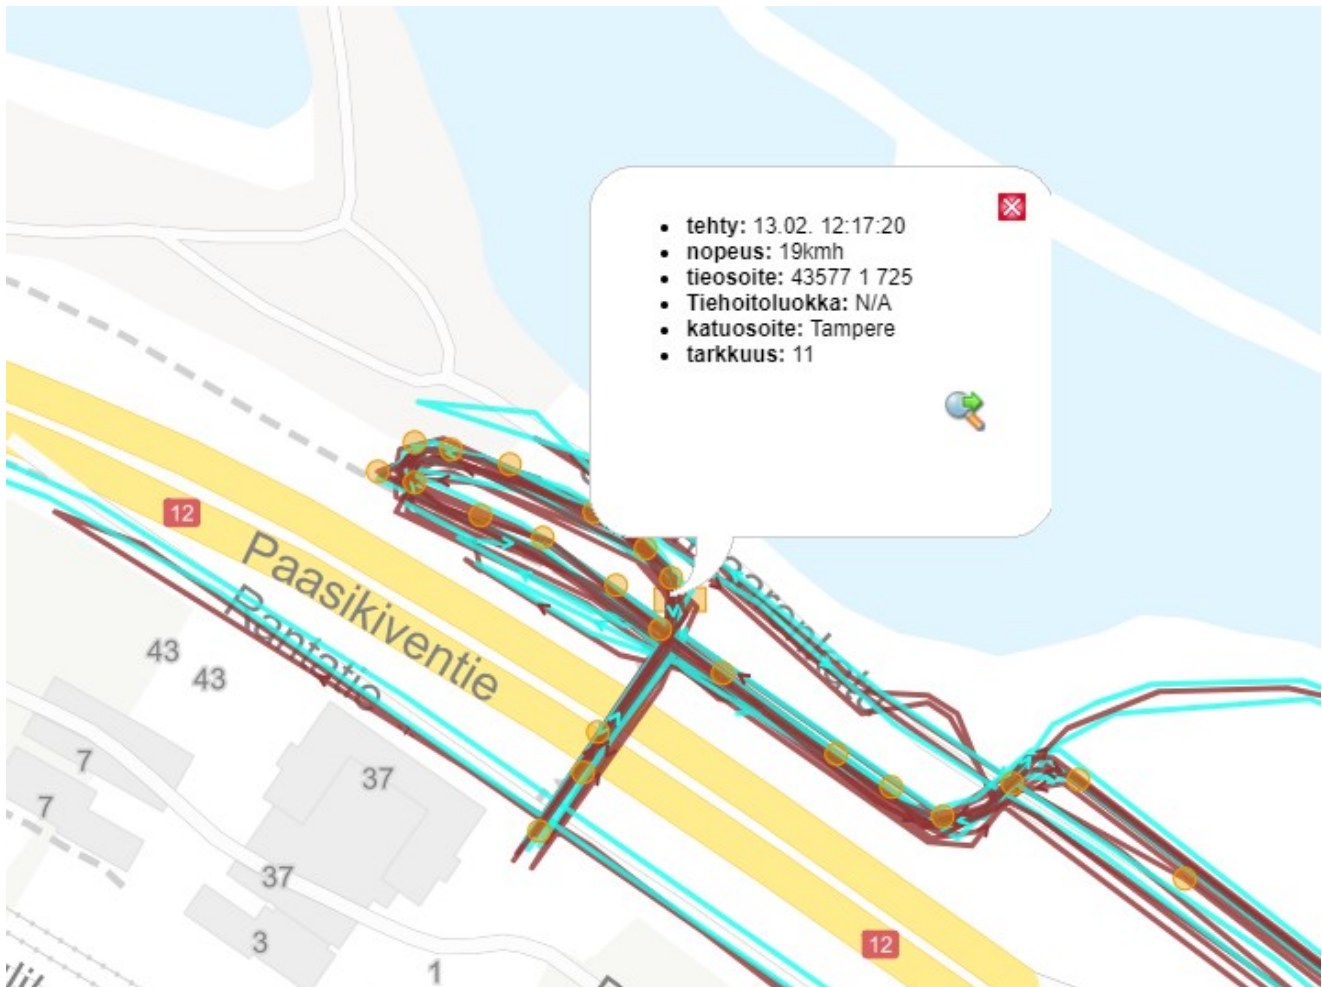 tehty: 13.02. 12:17:20
nopeus: 19kmh
tieosoite: 43577 1 725
Tiehoitoluokka: N/A
katuosoite: Tampere
tarkkuus: 11
12
Paasikiventie
Rantatie
43
43
7
37
7
37
3
12
1